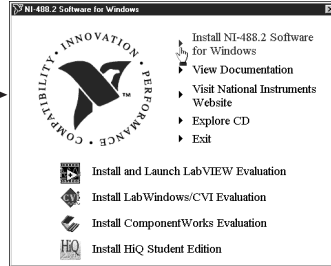 NI-488.2 Software for Windows
COMPATIBILITY · INNOVATION · PERFORMANCE ·
TM
Install NI-488.2 Software
for Windows
View Documentation
Visit National Instruments
Website
Explore CD
Exit
Install and Launch LabVIEW Evaluation
Install LabWindows/CVI Evaluation
CVI
Install ComponentWorks Evaluation
HiQ
Install HiQ Student Edition